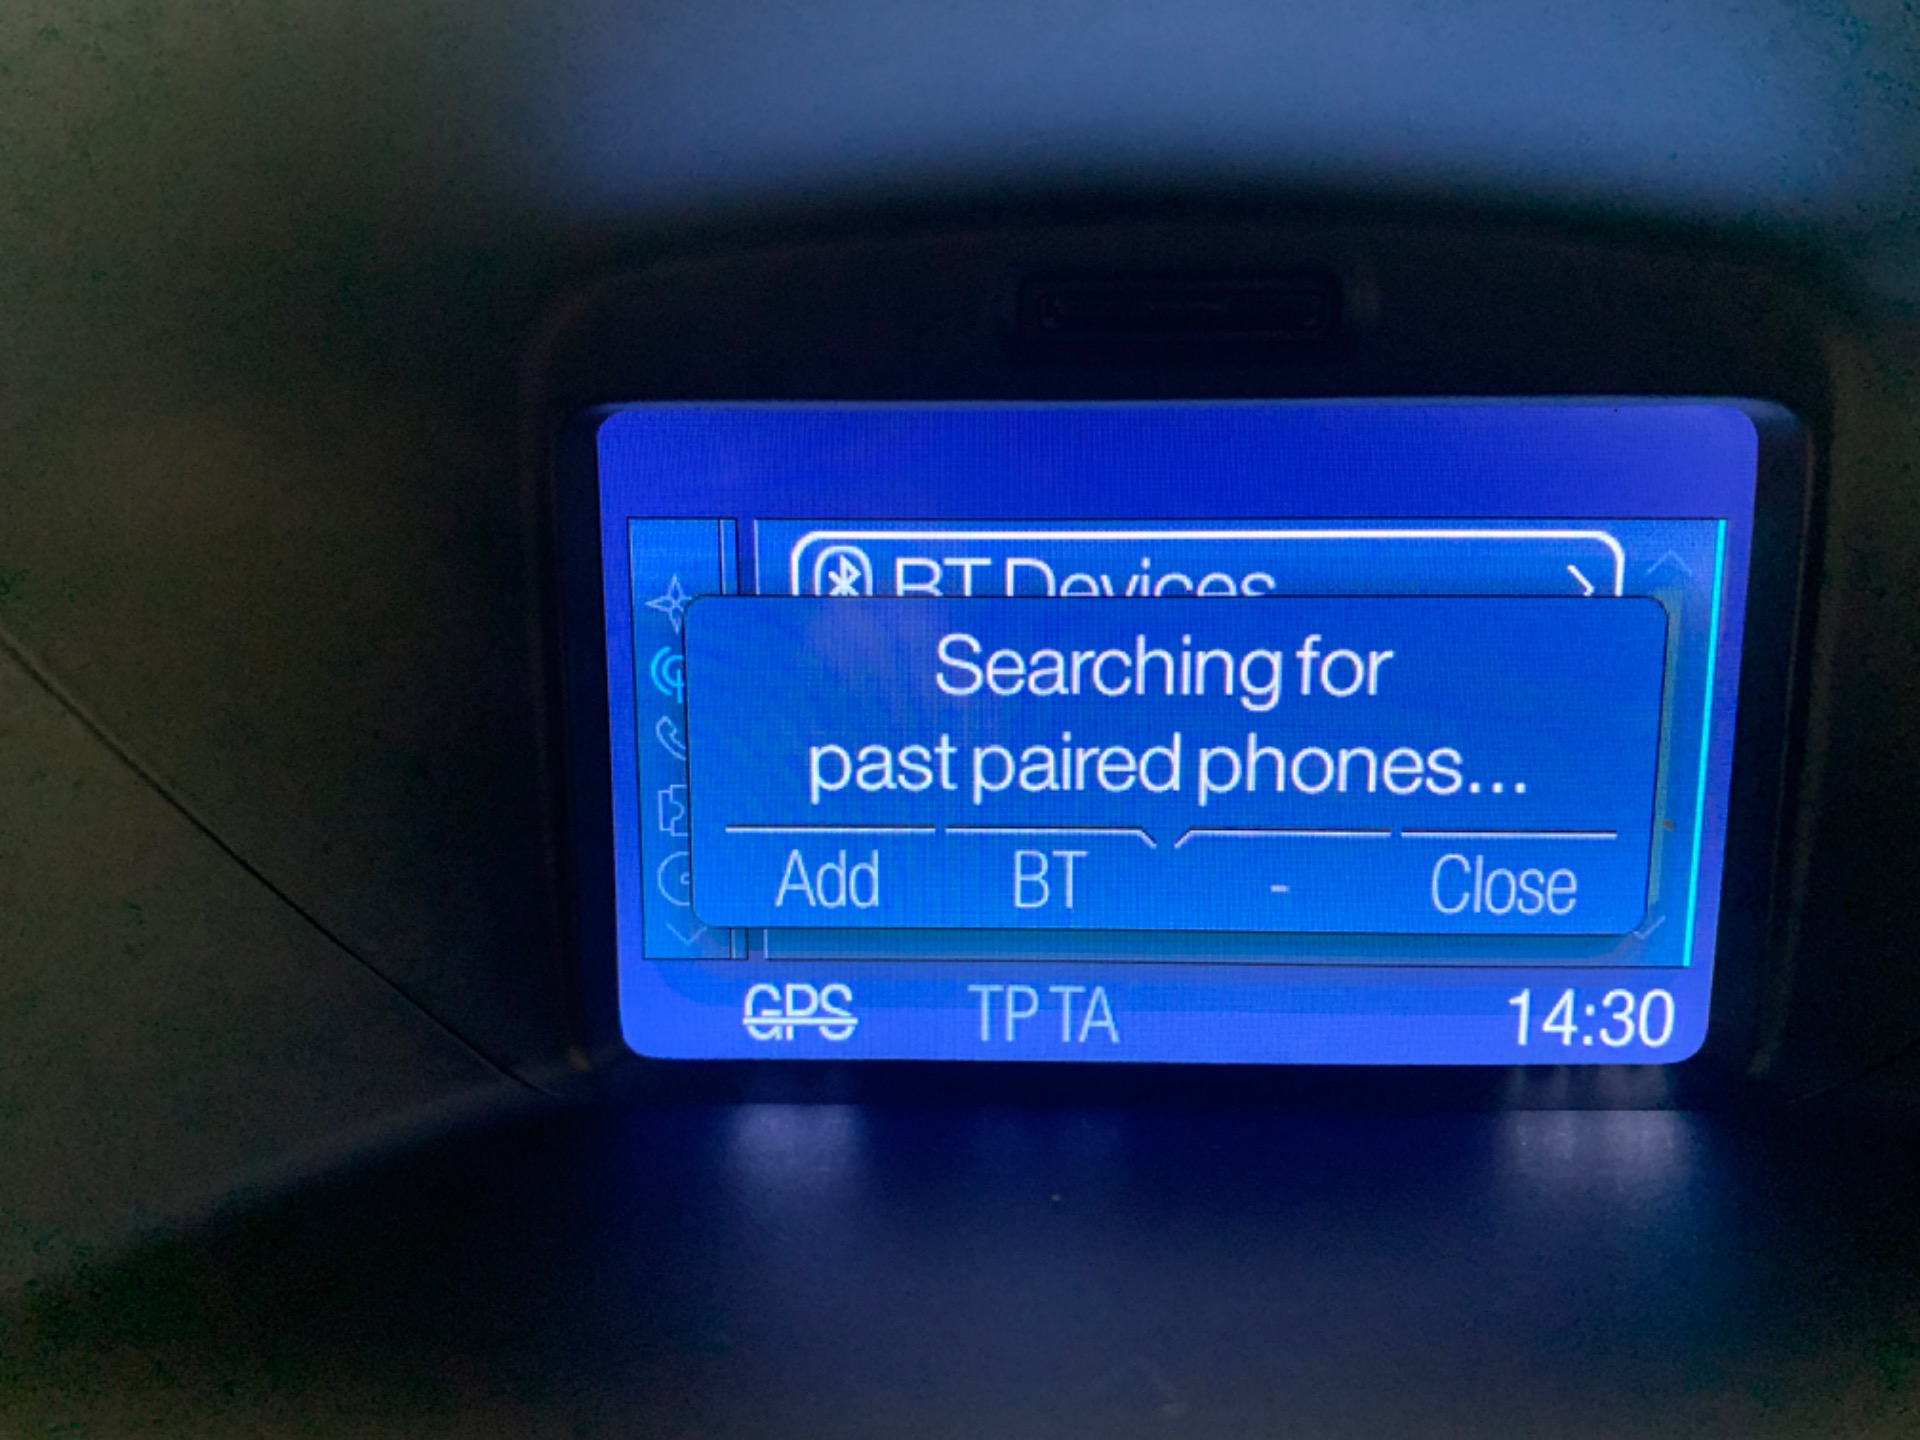 BT Devices
Searching for
past paired phones...
Add BT - Close
GPS TP TA 14:30